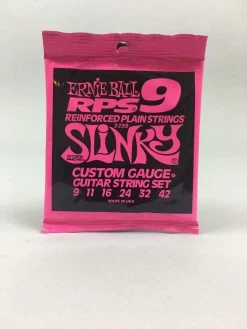 ERNIE BALL
RPS 9
REINFORCED PLAIN STRINGS
2239
SUPER SLINKY
CUSTOM GAUGE
GUITAR STRING SET
9 11 16 24 32 42
MADE IN USA